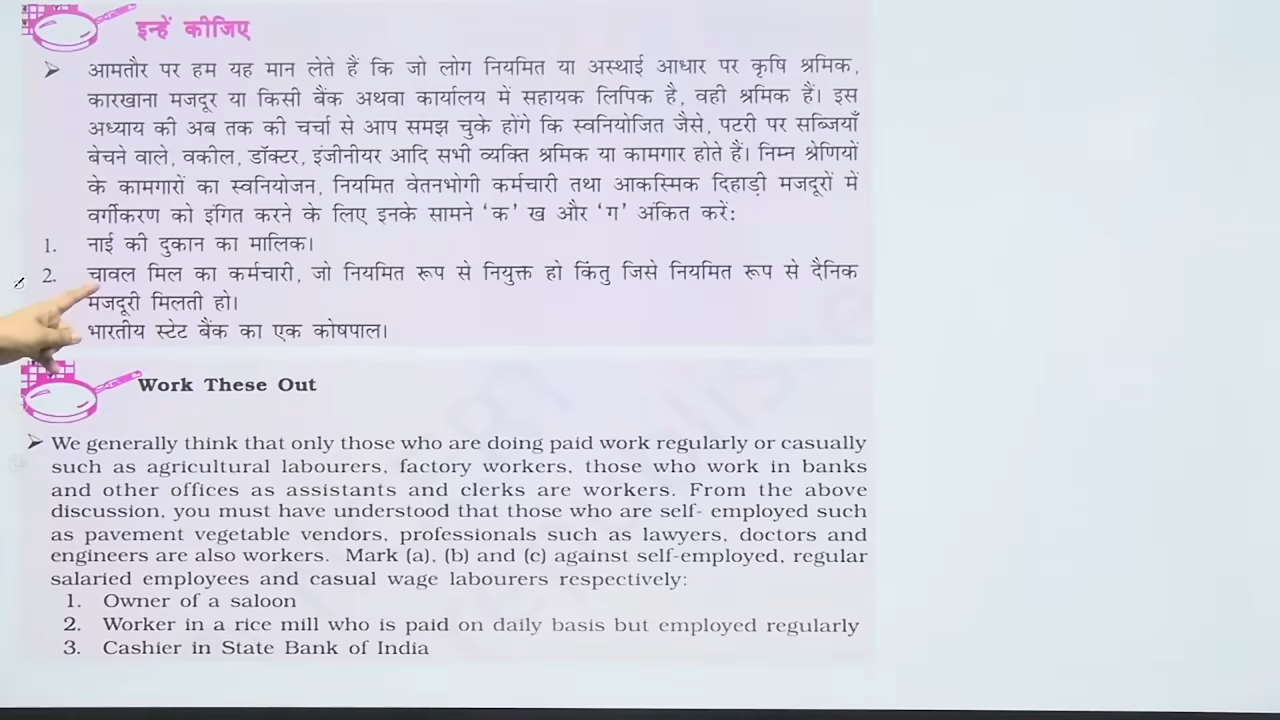 इन्हें कीजिए
➤ आमतौर पर हम यह मान लेते हैं कि जो लोग नियमित या अस्थाई आधार पर कृषि श्रमिक,
कारखाना मजदूर या किसी बैंक अथवा कार्यालय में सहायक लिपिक है, वही श्रमिक हैं। इस
अध्याय की अब तक की चर्चा से आप समझ चुके होंगे कि स्वनियोजित जैसे, पटरी पर सब्जियाँ
बेचने वाले, वकील, डॉक्टर, इंजीनीयर आदि सभी व्यक्ति श्रमिक या कामगार होते हैं। निम्न श्रेणियों
के कामगारों का स्वनियोजन, नियमित वेतनभोगी कर्मचारी तथा आकस्मिक दिहाड़ी मजदूरों में
वर्गीकरण को इंगित करने के लिए इनके सामने ‘क’ ख और ‘ग’ अंकित करें:
1. नाई की दुकान का मालिक।
2. चावल मिल का कर्मचारी, जो नियमित रूप से नियुक्त हो किंतु जिसे नियमित रूप से दैनिक
मजदूरी मिलती हो।
भारतीय स्टेट बैंक का एक कोषपाल।
Work These Out
➤ We generally think that only those who are doing paid work regularly or casually
such as agricultural labourers, factory workers, those who work in banks
and other offices as assistants and clerks are workers. From the above
discussion, you must have understood that those who are self- employed such
as pavement vegetable vendors, professionals such as lawyers, doctors and
engineers are also workers. Mark (a), (b) and (c) against self-employed, regular
salaried employees and casual wage labourers respectively:
1. Owner of a saloon
2. Worker in a rice mill who is paid on daily basis but employed regularly
3. Cashier in State Bank of India